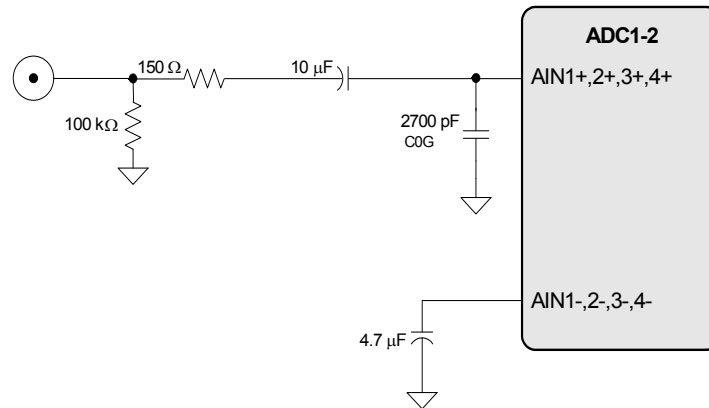 ADC1-2
150 Ω
10 µF
AIN1+,2+,3+,4+
100 kΩ
2700 pF
C0G
AIN1-,2-,3-,4-
4.7 µF